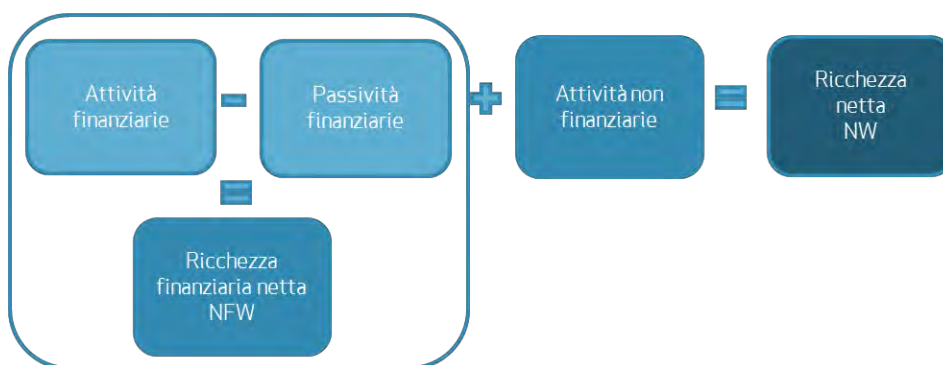 Attività
finanziarie
-
Passività
finanziarie
+
Attività non
finanziarie
=
Ricchezza
netta
NW
=
Ricchezza
finanziaria netta
NFW